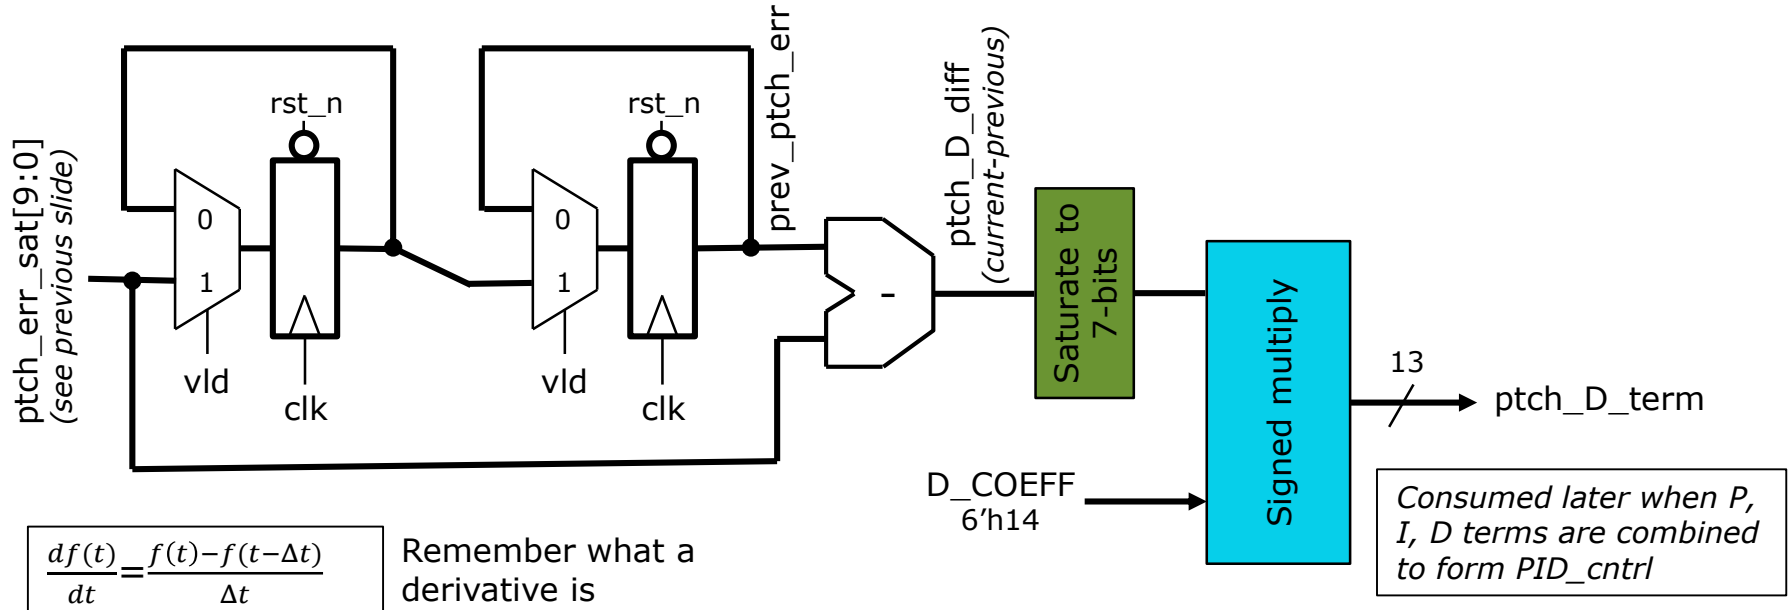 ptch_err_sat[9:0]
(see previous slide)
0
1
rst_n
vld
clk
0
1
rst_n
vld
clk
prev_ptch_err
-
ptch_D_diff
(current-previous)
Saturate to
7-bits
Signed multiply
D_COEFF
6’h14
13
ptch_D_term
df(t)/dt=f(t)−f(t−Δt)/Δt
Remember what a
derivative is
Consumed later when P,
I, D terms are combined
to form PID_cntrl